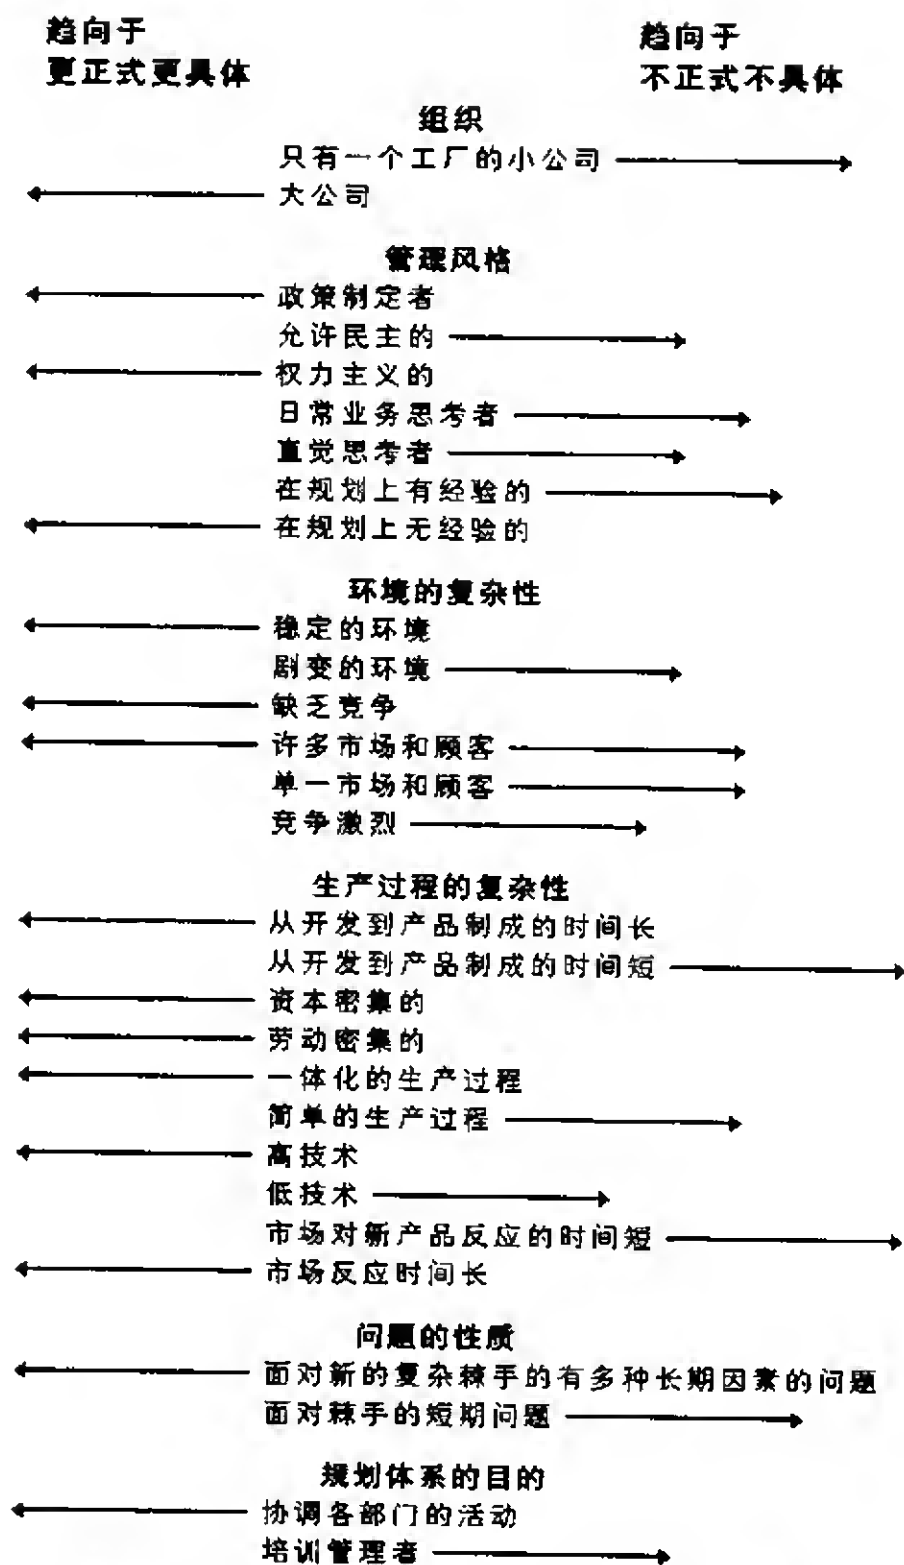 趋向于
更正式更具体
趋向于
不正式不具体
组织
只有一个工厂的小公司
大公司
管理风格
政策制定者
允许民主的
权力主义的
日常业务思考者
直觉思考者
在规划上有经验的
在规划上无经验的
环境的复杂性
稳定的环境
剧变的环境
缺乏竞争
许多市场和顾客
单一市场和顾客
竞争激烈
生产过程的复杂性
从开发到产品制成的时间长
从开发到产品制成的时间短
资本密集的
劳动密集的
一体化的生产过程
简单的生产过程
高技术
低技术
市场对新产品反应的时间短
市场反应时间长
问题的性质
面对新的复杂棘手的有多种长期因素的问题
面对棘手的短期问题
规划体系的目的
协调各部门的活动
培训管理者